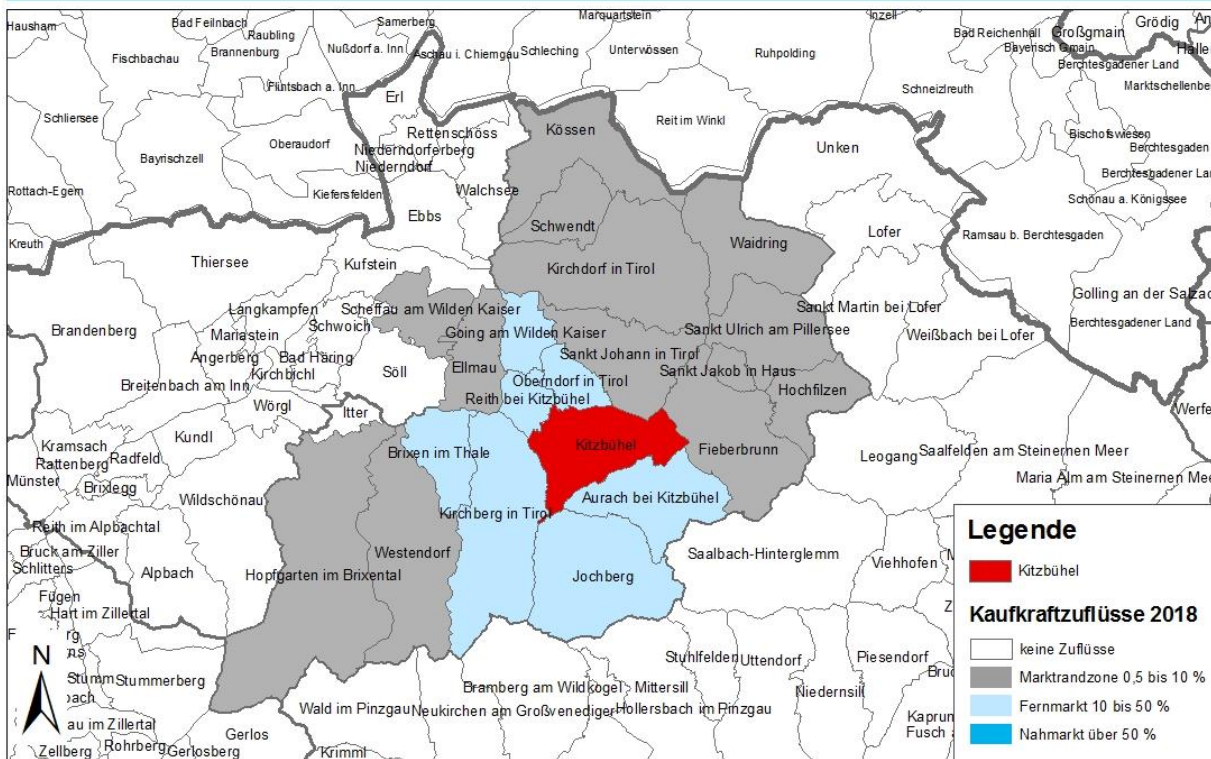 Hausham
Bad Feilnbach
Raubling
Samerberg
Marquartstein
Inzell
Grödig
Brannenburg
Nußdorf a. Inn
Aschau i. Chiemgau
Schleching
Unterwössen
Ruhpolding
Bad Reichenhall
Großgmain
Bayerisch Gmain
Fischbachau
Flintsbach a. Inn
Berchtesgadener Land
Schneizlreuth
Erl
Schliersee
Oberaudorf
Rettenschöss
Kössen
Reit im Winkl
Bayrischzell
Niederndorferberg
Niederndorf
Unken
Bischofswiesen
Rottach-Egern
Kiefersfelden
Walchsee
Schönau a. Königssee
Ebbs
Schwendt
Lofer
Kreuth
Thiersee
Waidring
Ramsau b. Berchtesgaden
Kufstein
Kirchdorf in Tirol
Langkampfen
Scheffau am Wilden Kaiser
Sankt Martin bei Lofer
Golling an der Salzach
Brandenberg
Mariastein
Schwoich
Going am Wilden Kaiser
Sankt Ulrich am Pillersee
Weißbach bei Lofer
Berchtesgadener Land
Angerberg
Bad Häring
Sankt Johann in Tirol
Kirchbichl
Söll
Ellmau
Sankt Jakob in Haus
Breitenbach am Inn
Oberndorf in Tirol
Hochfilzen
Reith bei Kitzbühel
Wörgl
Itter
Kramsach
Kundl
Kitzbühel
Rattenberg
Radfeld
Brixen im Thale
Fieberbrunn
Leogang
Saalfelden am Steinernen Meer
Münster
Brixlegg
Maria Alm am Steinernen Mee
Wildschönau
Aurach bei Kitzbühel
Kirchberg in Tirol
Reith im Alpbachtal
Bruck am Ziller
Schlitters
Westendorf
Saalbach-Hinterglemm
Viehhofen
Alpbach
Hopfgarten im Brixental
Jochberg
Fügen
Hart im Zillertal
Stumm
Stummerberg
Stuhlfelden
Uttendorf
Piesendorf
Bramberg am Wildkogel
Mittersill
Niedernsill
Wald im Pinzgau
Neukirchen am Großvenediger
Hollersbach im Pinzgau
au im Zillertal
Gerlos
Kaprun
Fusch a
Zellberg
Rohrberg
Gerlosberg
Krimml
N
Legende
Kitzbühel
Kaufkraftzuflüsse 2018
keine Zuflüsse
Marktrandzone 0,5 bis 10 %
Fernmarkt 10 bis 50 %
Nahmarkt über 50 %